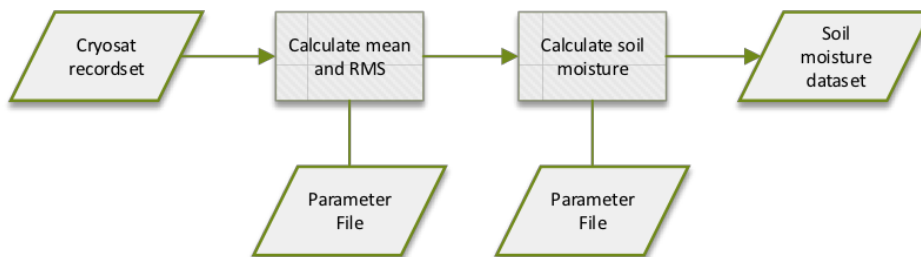 Cryosat
recordset
Calculate mean
and RMS
Calculate soil
moisture
Soil
moisture
dataset
Parameter
File
Parameter
File